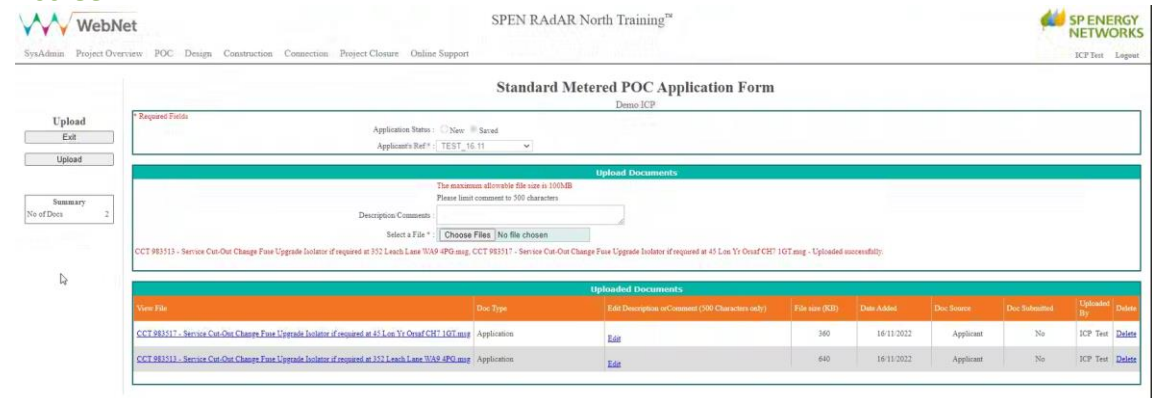 WebNet
SPEN RAdAR North Training™
SP ENERGY
NETWORKS
SysAdmin Project Overview POC Design Construction Connection Project Closure Online Support
ICP Test Logout
Standard Metered POC Application Form
Demo ICP
Upload
Exit
Upload
Summary
No of Docs 2
* Required Fields
Application Status : New Saved
Applicant's Ref * : TEST_16.11
Upload Documents
The maximum allowable file size is 100MB
Please limit comment to 500 characters
Description/Comments :
Select a File * : Choose Files No file chosen
CCT 983513 - Service Cut-Out Change Fuse Upgrade Isolator if required at 352 Leach Lane WA9 4PG.msg, CCT 983517 - Service Cut-Out Change Fuse Upgrade Isolator if required at 45 Lon Yr Orsaf CH7 1GT.msg - Uploaded successfully.
Uploaded Documents
View File Doc Type Edit Description orComment (500 Characters only) File size (KB) Date Added Doc Source Doc Submitted Uploaded By Delete
CCT 983517 - Service Cut-Out Change Fuse Upgrade Isolator if required at 45 Lon Yr Orsaf CH7 1GT.msg Application Edit 360 16/11/2022 Applicant No ICP Test Delete
CCT 983513 - Service Cut-Out Change Fuse Upgrade Isolator if required at 352 Leach Lane WA9 4PG.msg Application Edit 640 16/11/2022 Applicant No ICP Test Delete